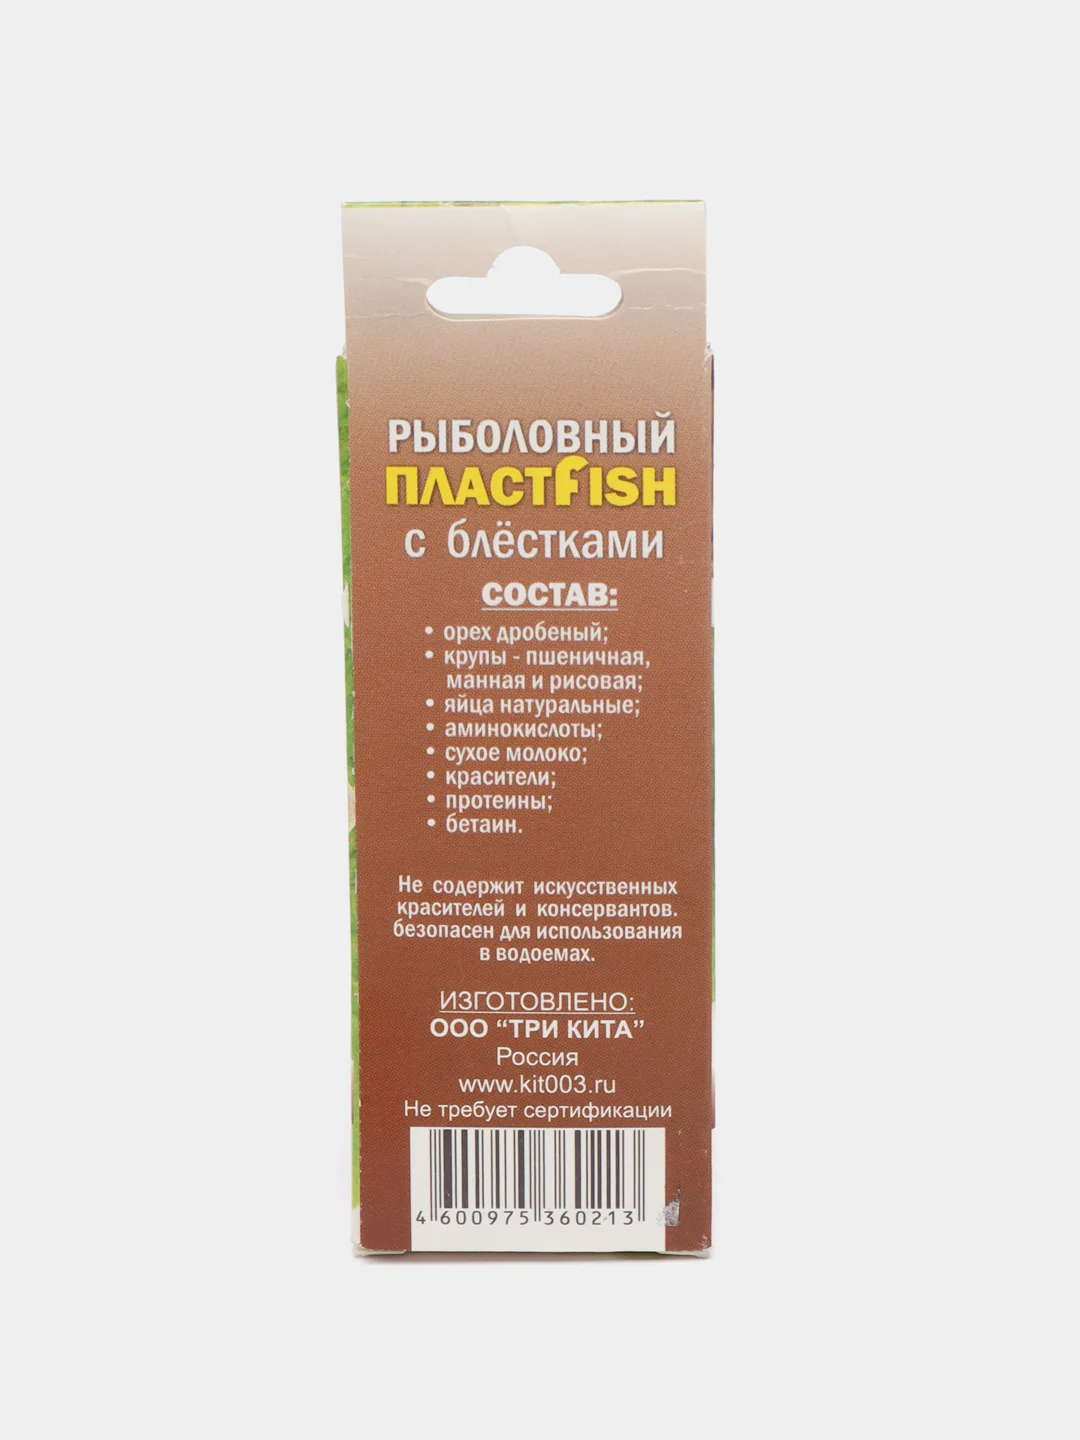 РЫБОЛОВНЫЙ
ПЛАСТFISH
с блёстками
СОСТАВ:
• орех дробеный;
• крупы - пшеничная,
манная и рисовая;
• яйца натуральные;
• аминокислоты;
• сухое молоко;
• красители;
• протеины;
• бетаин.
Не содержит искусственных
красителей и консервантов.
безопасен для использования
в водоемах.
ИЗГОТОВЛЕНО:
ООО “ТРИ КИТА”
Россия
www.kit003.ru
Не требует сертификации
4 600975 360213